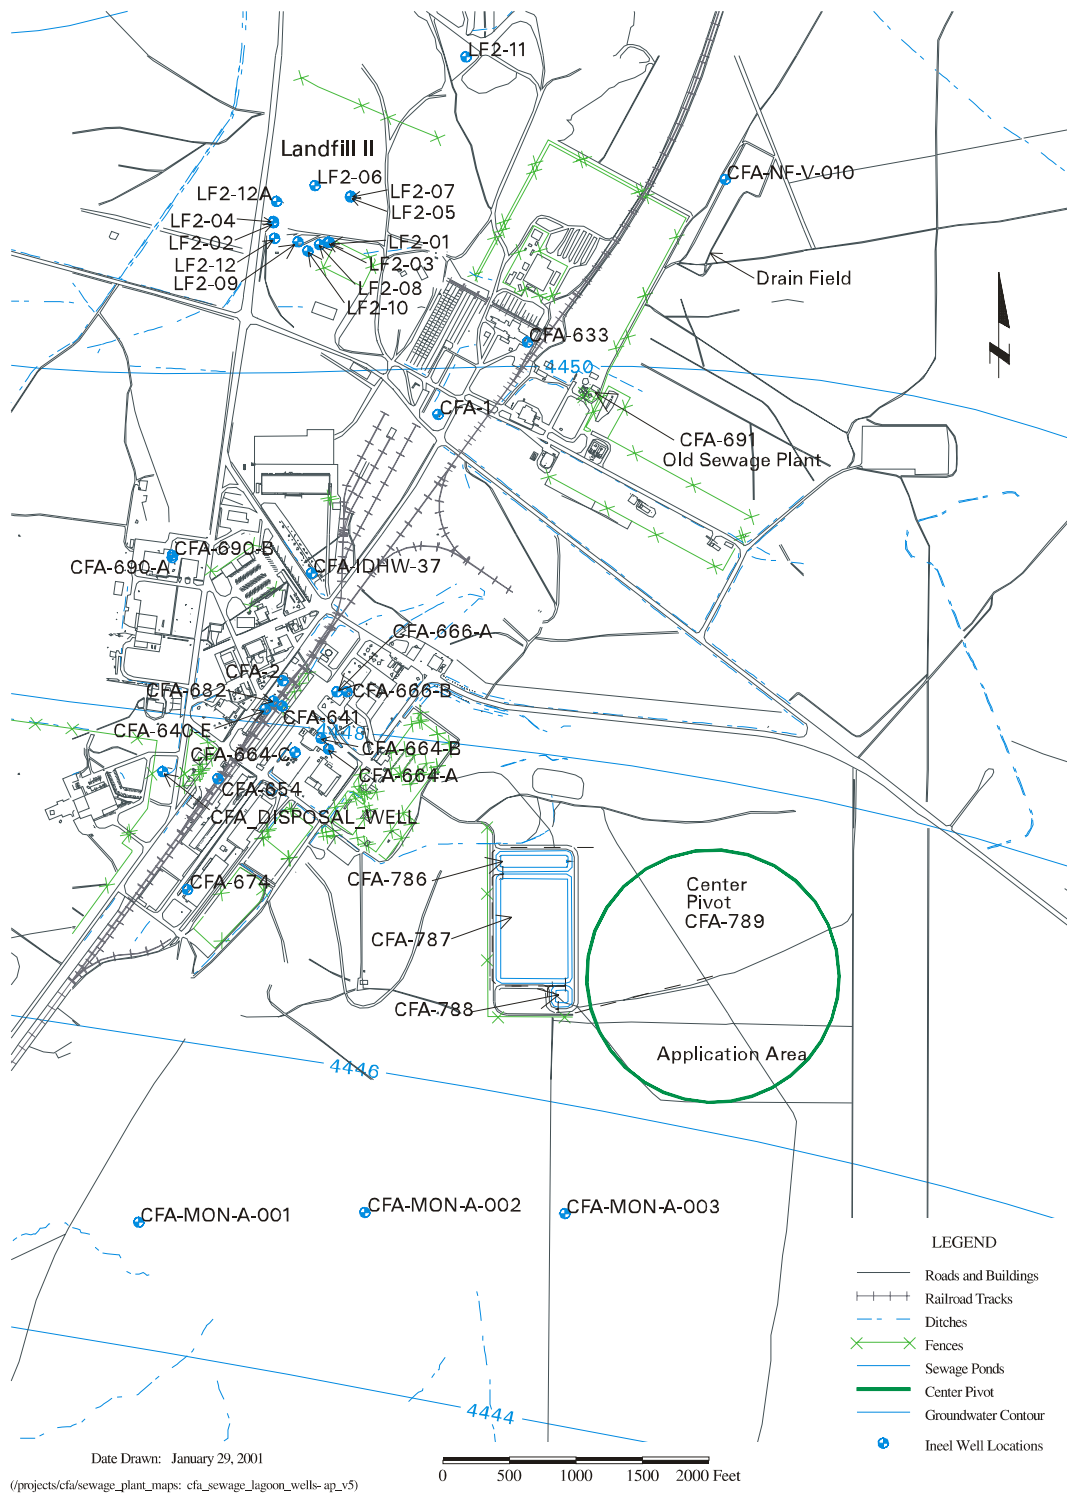 LF2-11
Landfill II
LF2-06
LF2-07
LF2-12A
LF2-05
LF2-04
LF2-02
LF2-01
LF2-12
LF2-03
LF2-09
LF2-08
LF2-10
CFA-NF-V-010
Drain Field
N
CFA-633
4450
CFA-1
CFA-691
Old Sewage Plant
CFA-690-B
CFA-690-A
CFA-IDHW-37
CFA-666-A
CFA-2
CFA-682
CFA-666-B
CFA-641
CFA-640-E
4448
CFA-664-C
CFA-664-B
CFA-654
CFA-664-A
CFA_DISPOSAL_WELL
CFA-674
CFA-786
Center
Pivot
CFA-789
CFA-787
CFA-788
Application Area
4446
CFA-MON-A-001
CFA-MON-A-002
CFA-MON-A-003
4444
LEGEND
Roads and Buildings
Railroad Tracks
Ditches
Fences
Sewage Ponds
Center Pivot
Groundwater Contour
Ineel Well Locations
Date Drawn: January 29, 2001
0 500 1000 1500 2000 Feet
(/projects/cfa/sewage_plant_maps: cfa_sewage_lagoon_wells-ap_v5)